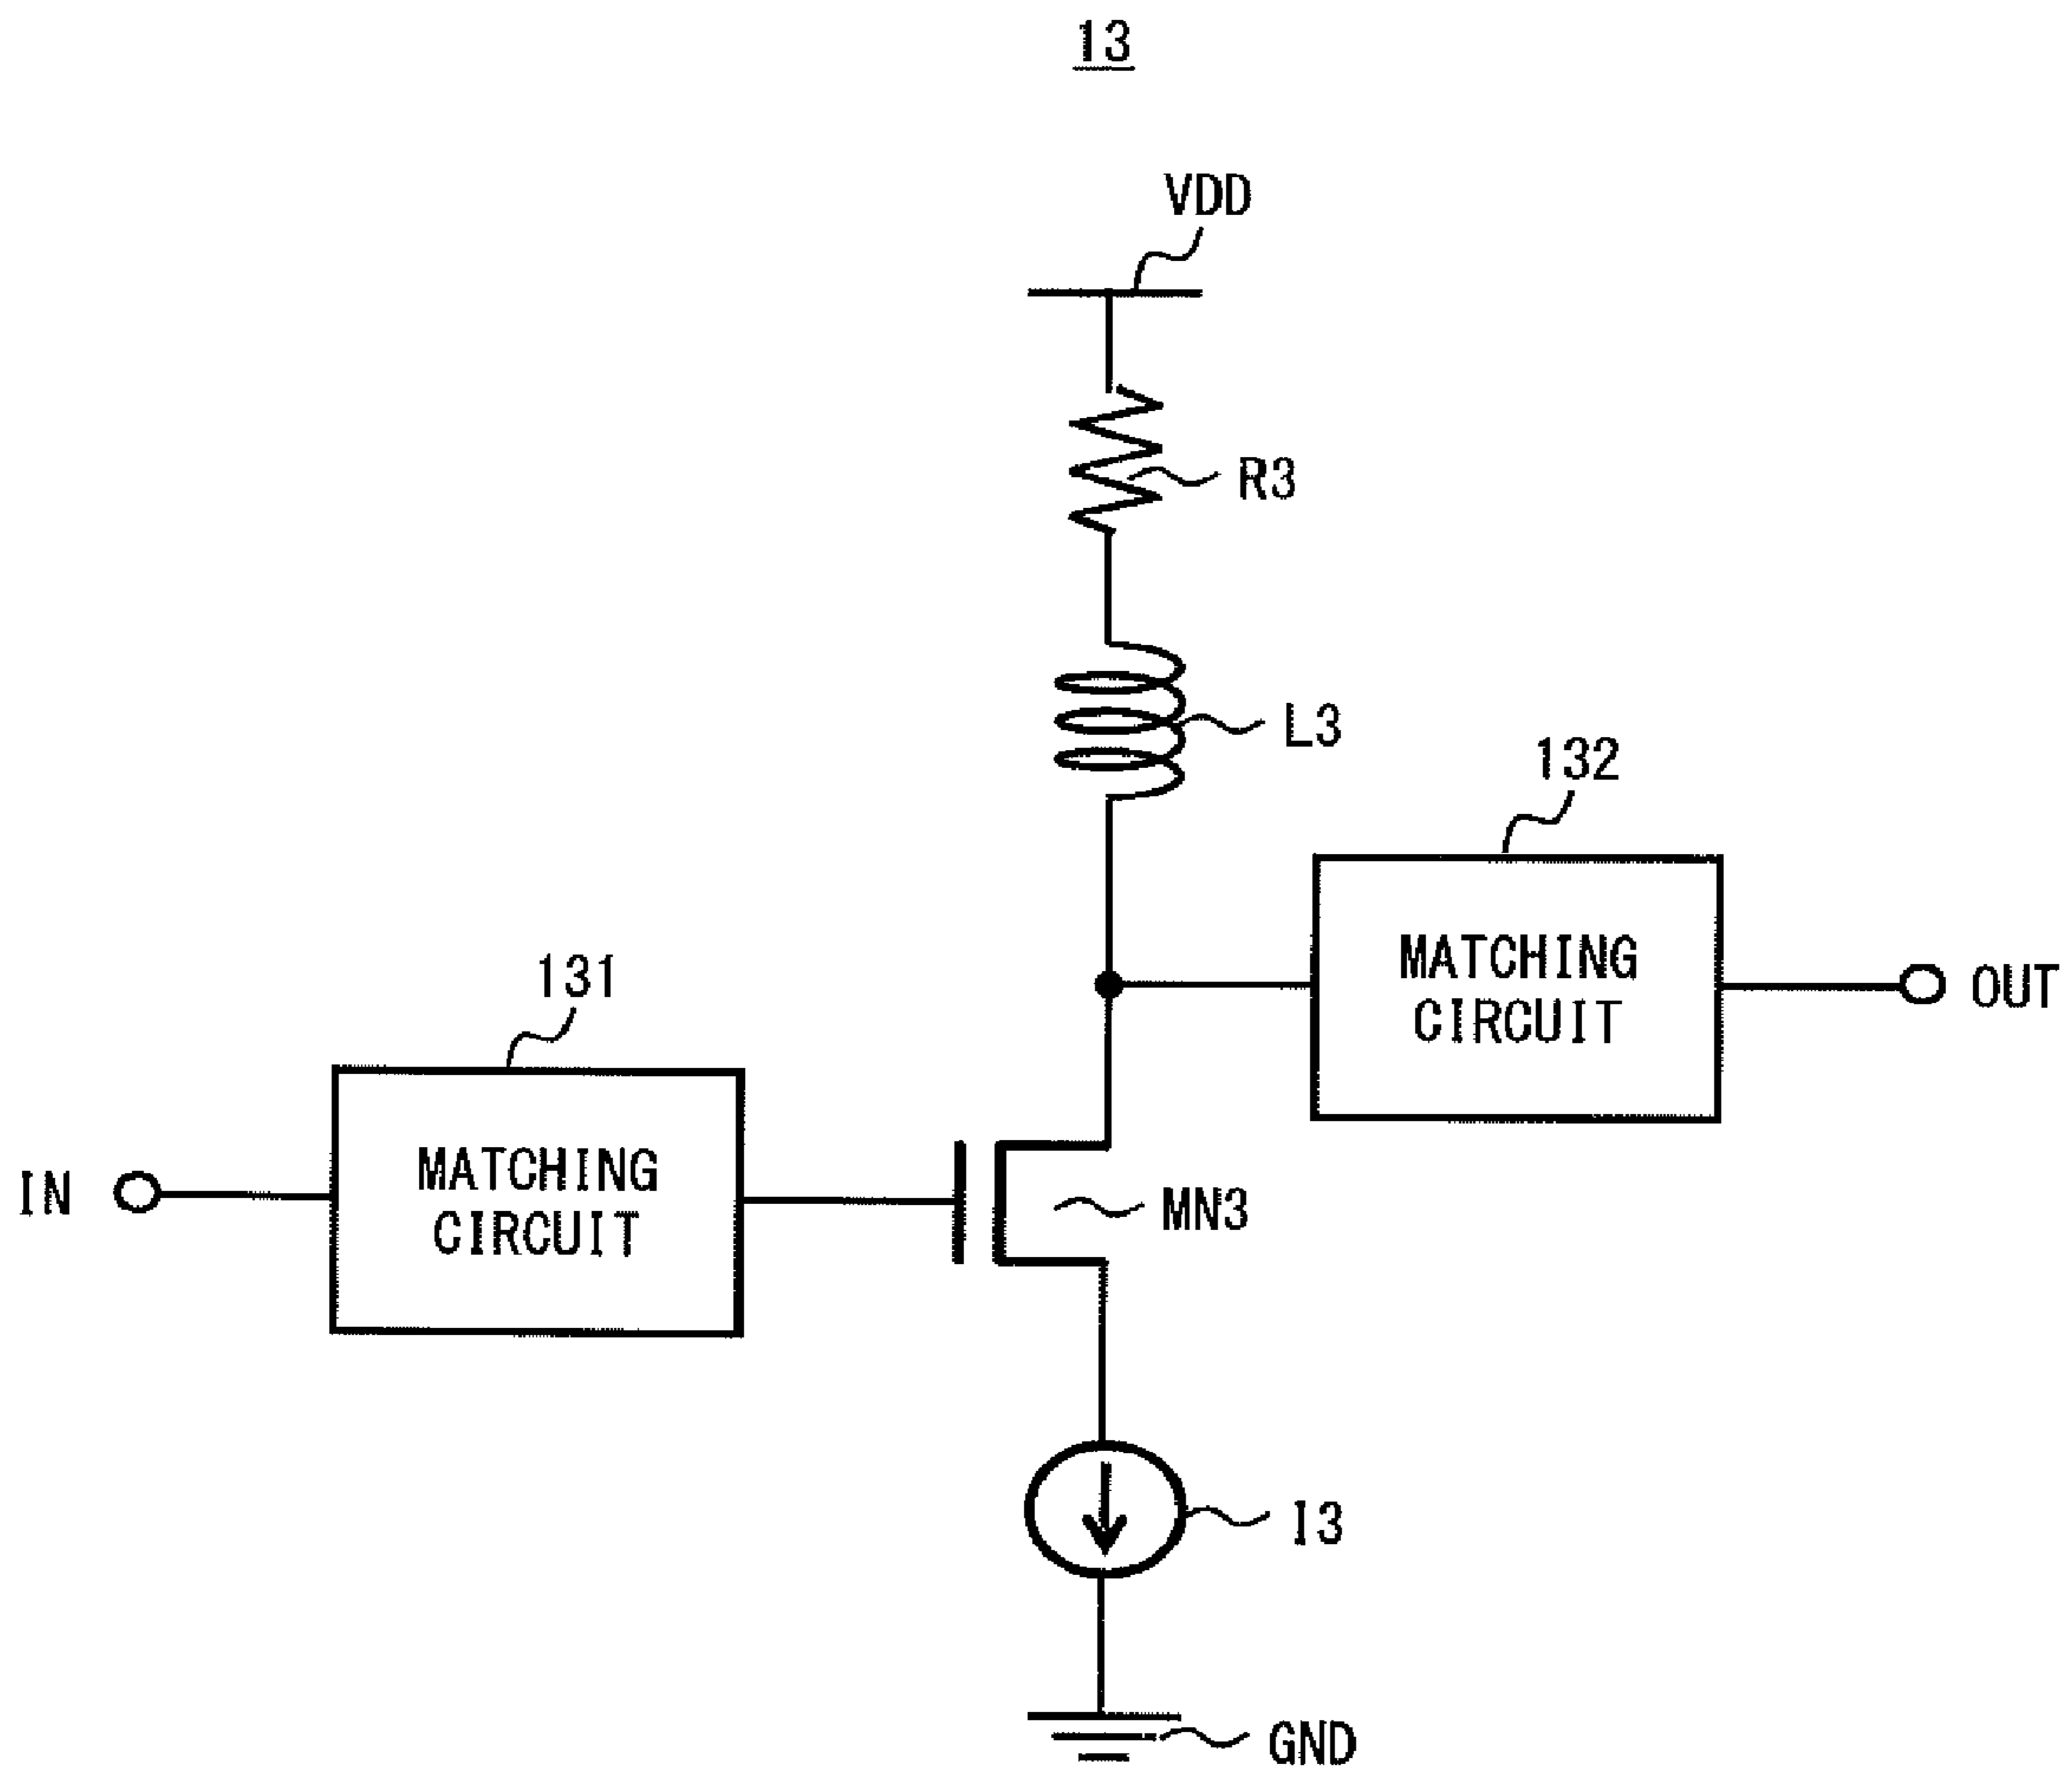 13
VDD
R3
L3
132
MATCHING
CIRCUIT
OUT
131
MATCHING
CIRCUIT
IN
MN3
I3
GND